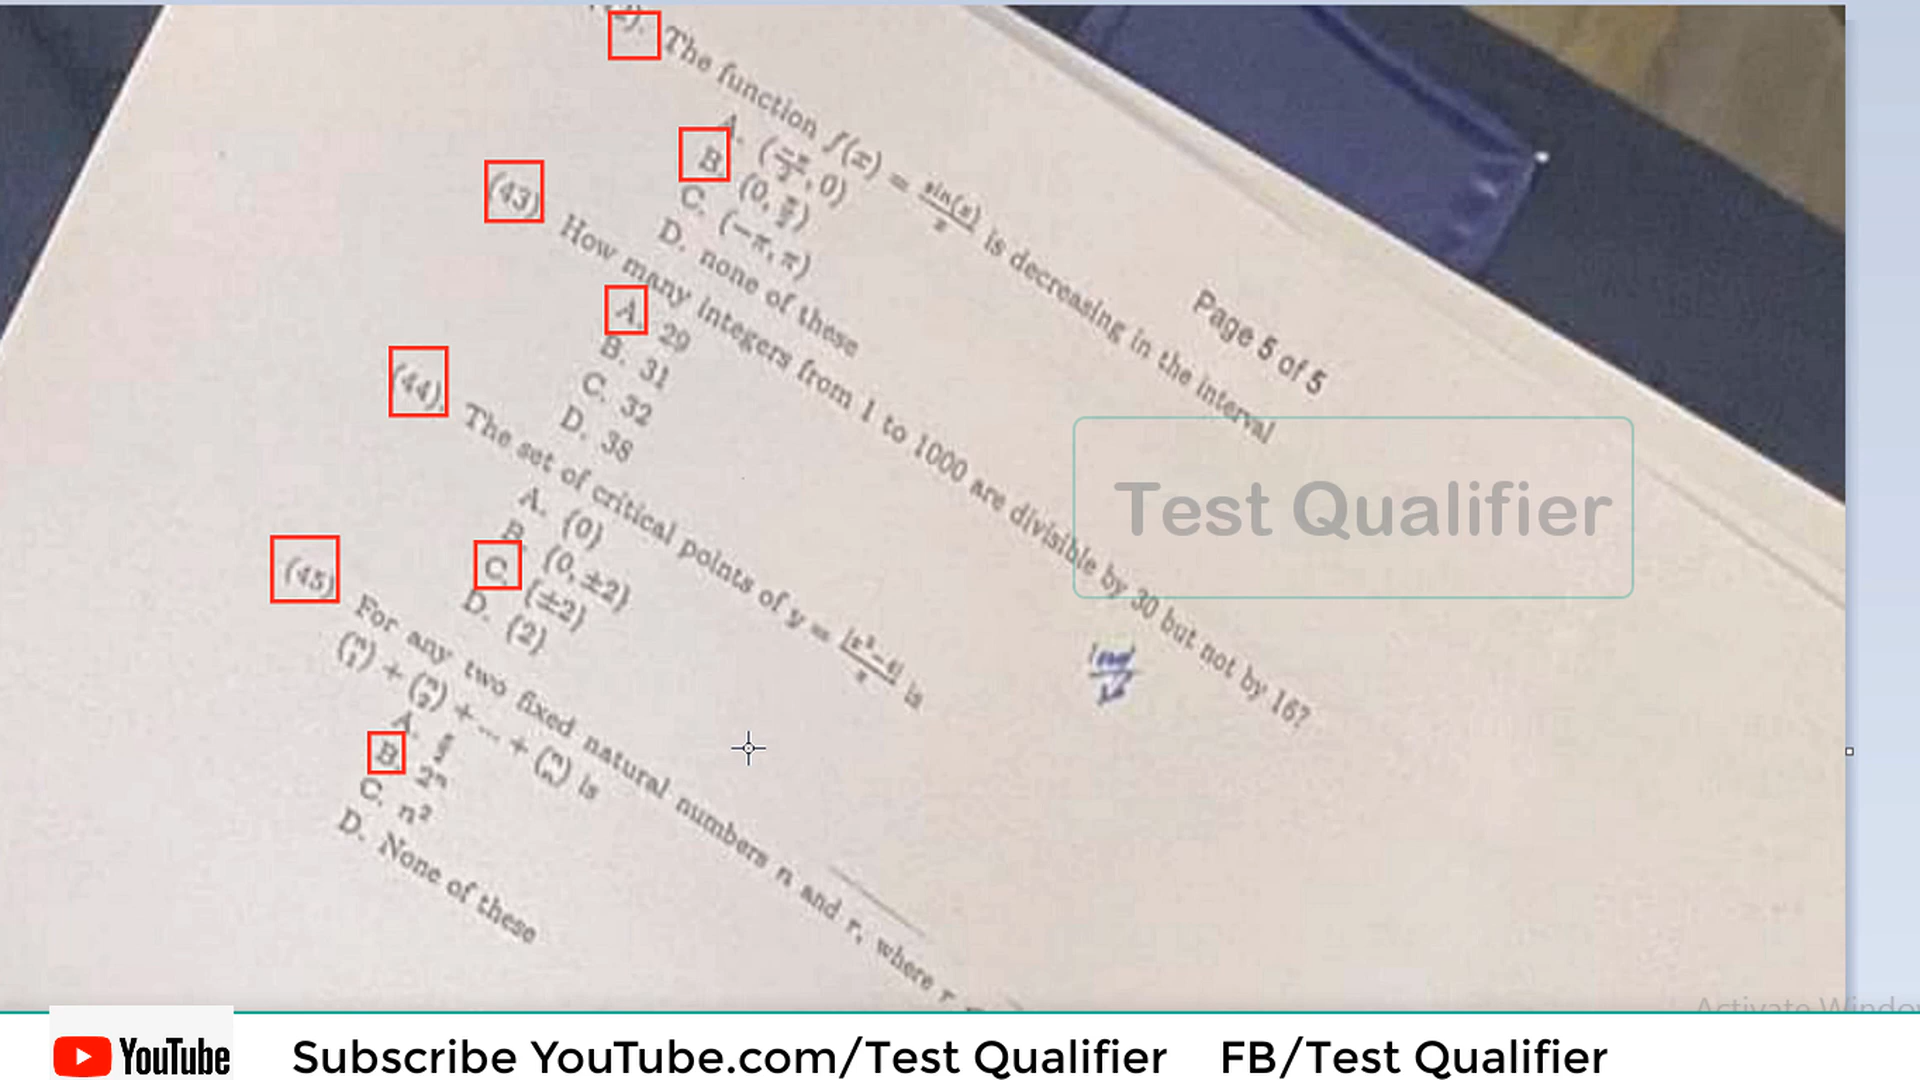 The function f(x) = sin(x)/x is decreasing in the interval
A. (-π/2, 0)
B. (0, π/2)
C. (−π, π)
D. none of these
(43) How many integers from 1 to 1000 are divisible by 30 but not by 16?
A. 29
B. 31
C. 32
D. 38
(44). The set of critical points of y = |x²−4|/x is
A. {0}
B. {0, ±2}
C. {±2}
D. {2}
(45) For any two fixed natural numbers n and r, where r
(n 1) + (n 2) + ... + (n n) is
A.
B. 2ⁿ
C. n²
D. None of these
Page 5 of 5
Test Qualifier
YouTube
Subscribe YouTube.com/Test Qualifier FB/Test Qualifier